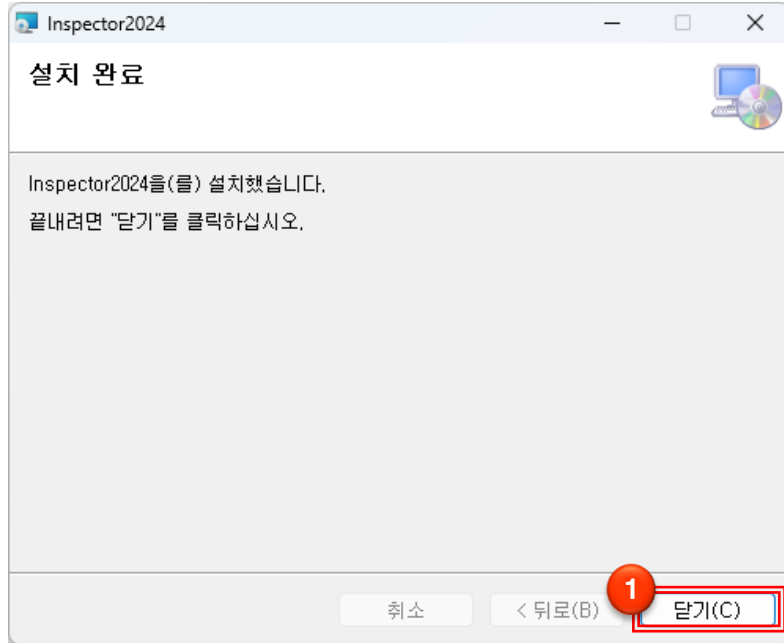 Inspector2024
설치 완료
Inspector2024을(를) 설치했습니다.
끝내려면 "닫기"를 클릭하십시오.
취소
< 뒤로(B)
1
닫기(C)